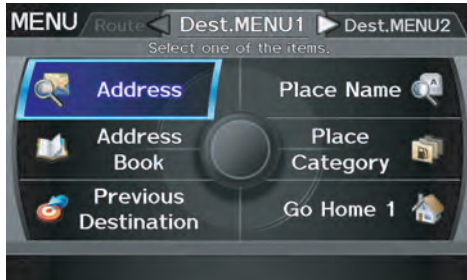 MENU Route Dest.MENU1 Dest.MENU2
Select one of the items.
Address
Place Name
Address
Book
Place
Category
Previous
Destination
Go Home 1